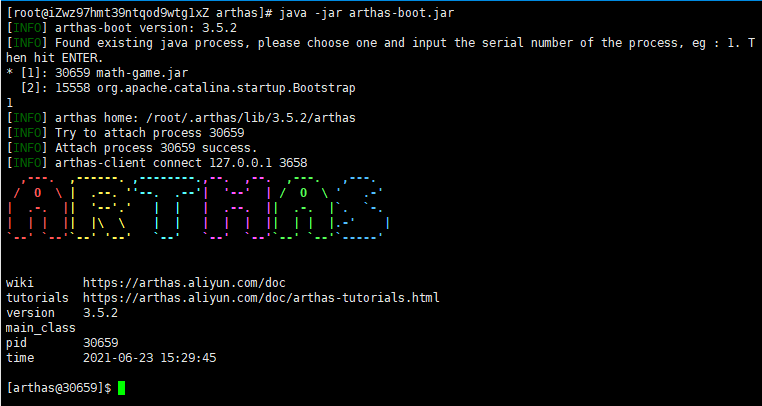 [root@iZwz97hmt39ntqod9wtg1xZ arthas]# java -jar arthas-boot.jar
[INFO] arthas-boot version: 3.5.2
[INFO] Found existing java process, please choose one and input the serial number of the process, eg : 1. T
hen hit ENTER.
* [1]: 30659 math-game.jar
  [2]: 15558 org.apache.catalina.startup.Bootstrap
1
[INFO] arthas home: /root/.arthas/lib/3.5.2/arthas
[INFO] Try to attach process 30659
[INFO] Attach process 30659 success.
[INFO] arthas-client connect 127.0.0.1 3658
ARTHAS
wiki       https://arthas.aliyun.com/doc
tutorials  https://arthas.aliyun.com/doc/arthas-tutorials.html
version    3.5.2
main_class
pid        30659
time       2021-06-23 15:29:45
[arthas@30659]$